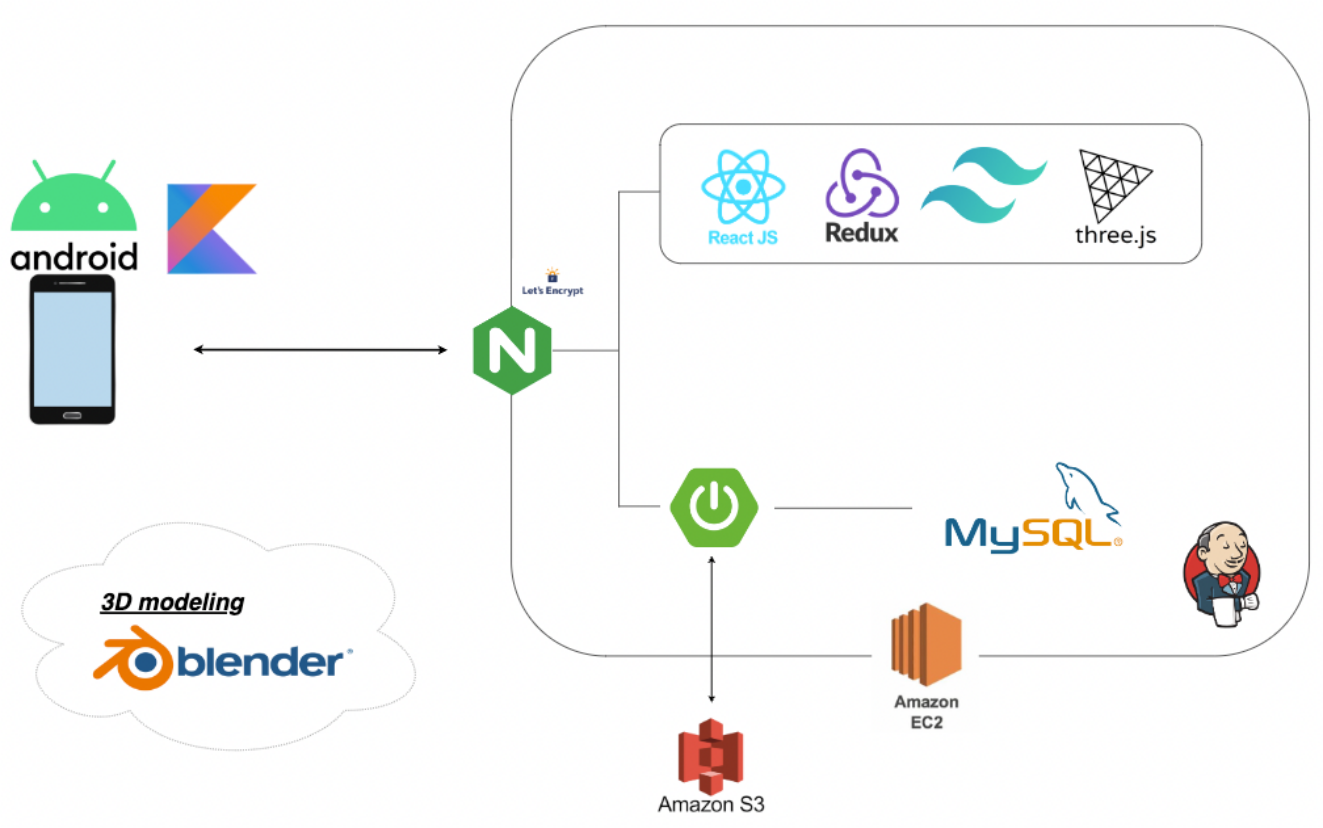 android
React JS
Redux
three.js
Let's Encrypt
N
MySQL
3D modeling
blender
Amazon
EC2
Amazon S3